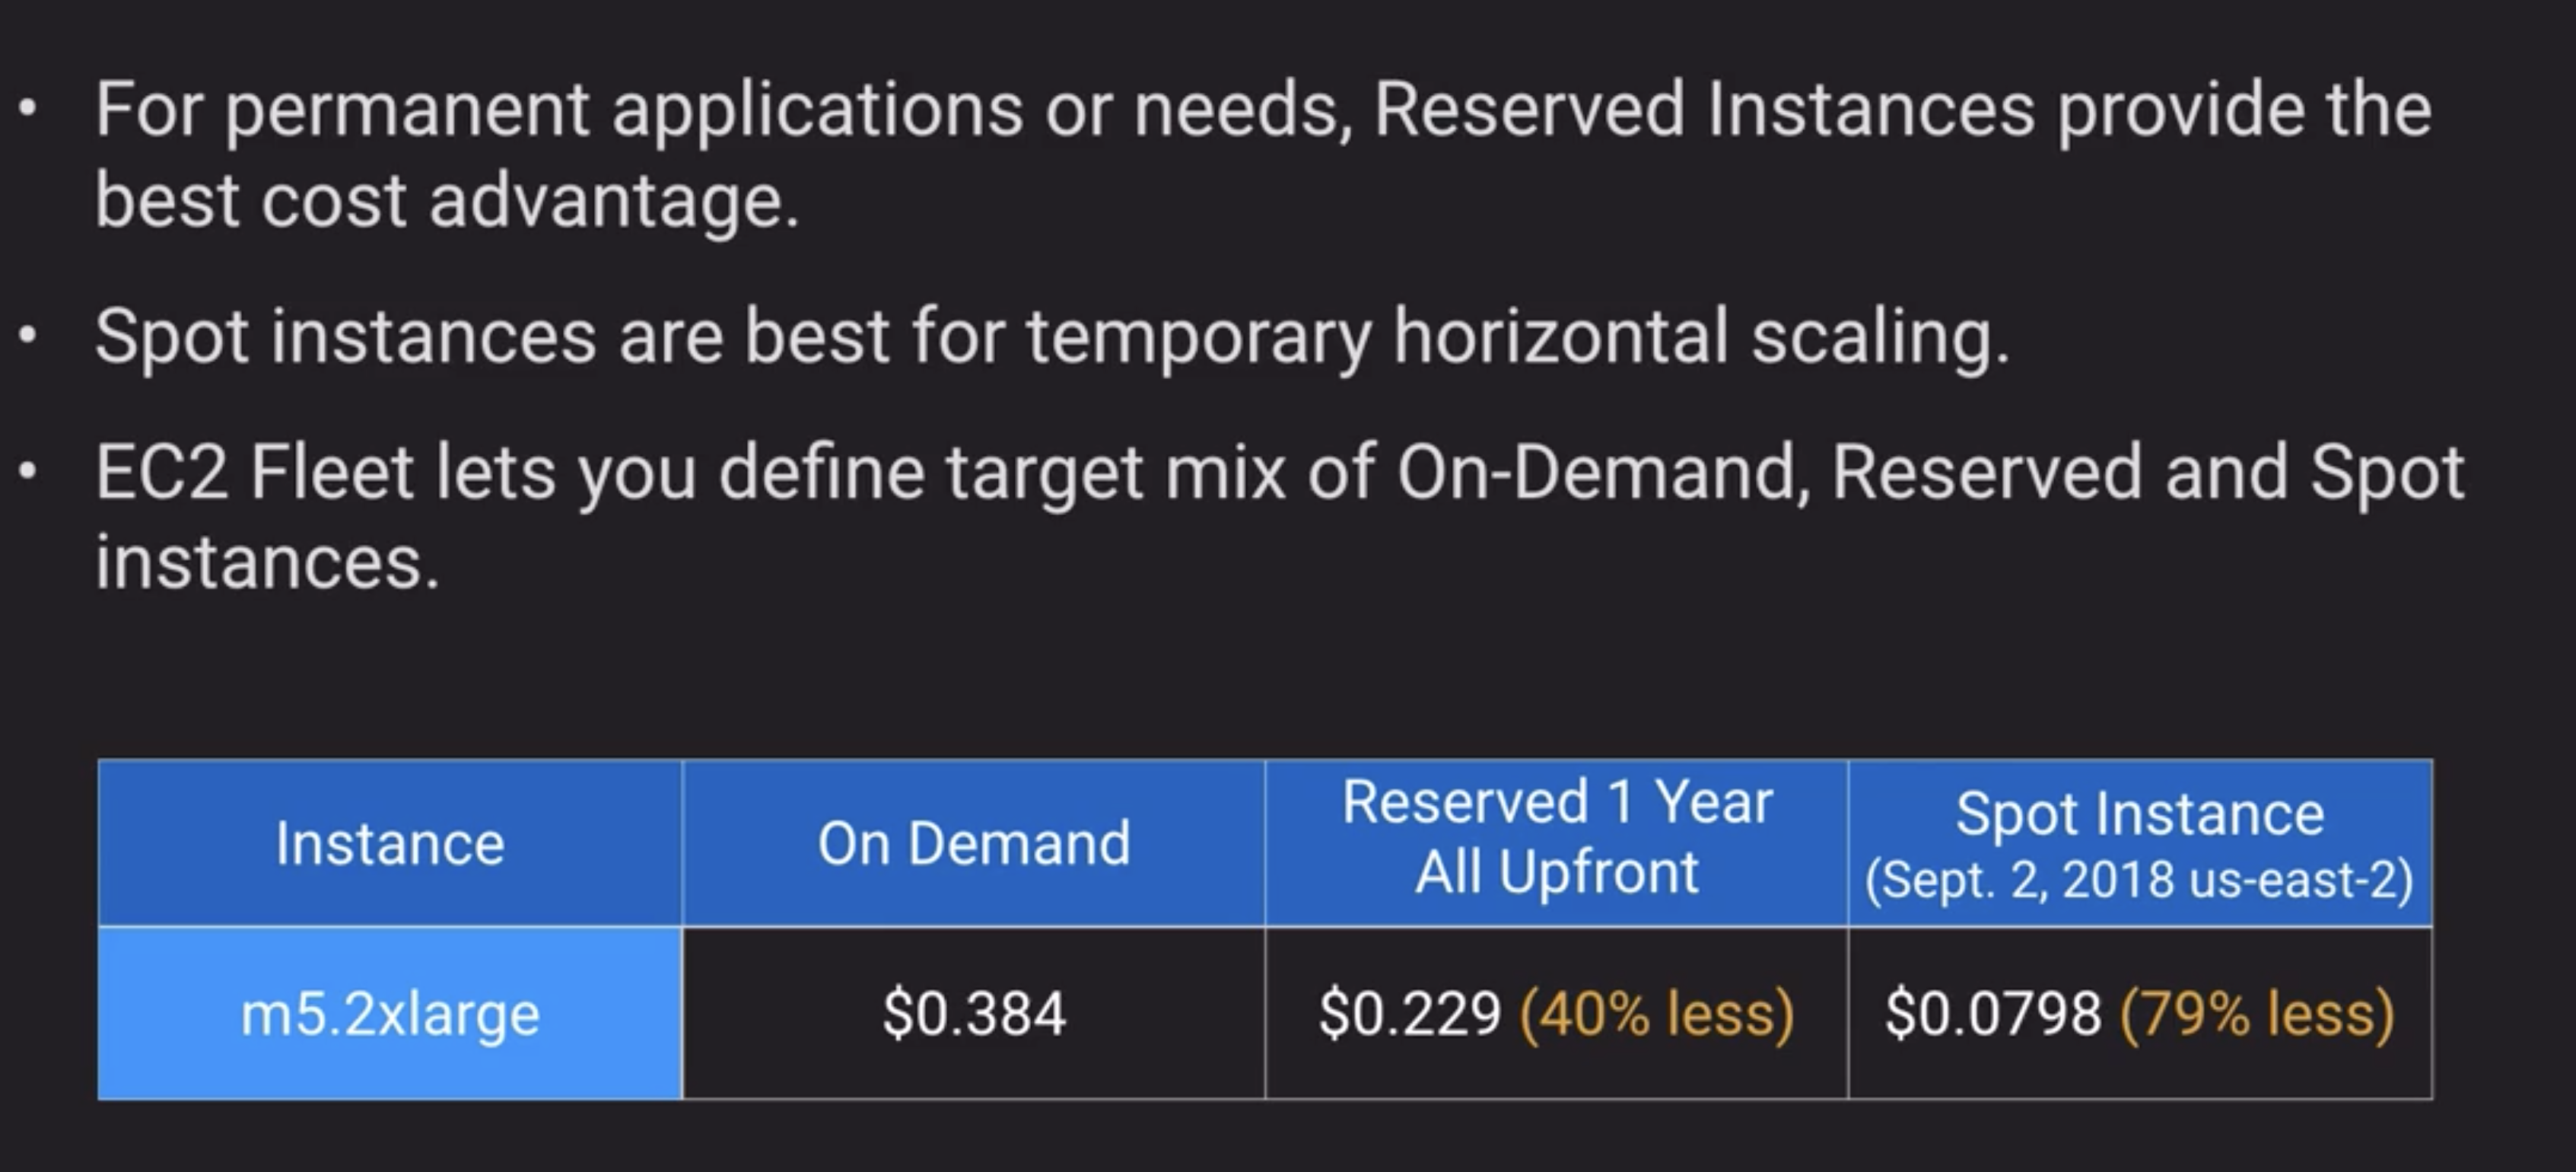 • For permanent applications or needs, Reserved Instances provide the
best cost advantage.
• Spot instances are best for temporary horizontal scaling.
• EC2 Fleet lets you define target mix of On-Demand, Reserved and Spot
instances.
Instance
On Demand
Reserved 1 Year
All Upfront
Spot Instance
(Sept. 2, 2018 us-east-2)
m5.2xlarge
$0.384
$0.229 (40% less)
$0.0798 (79% less)